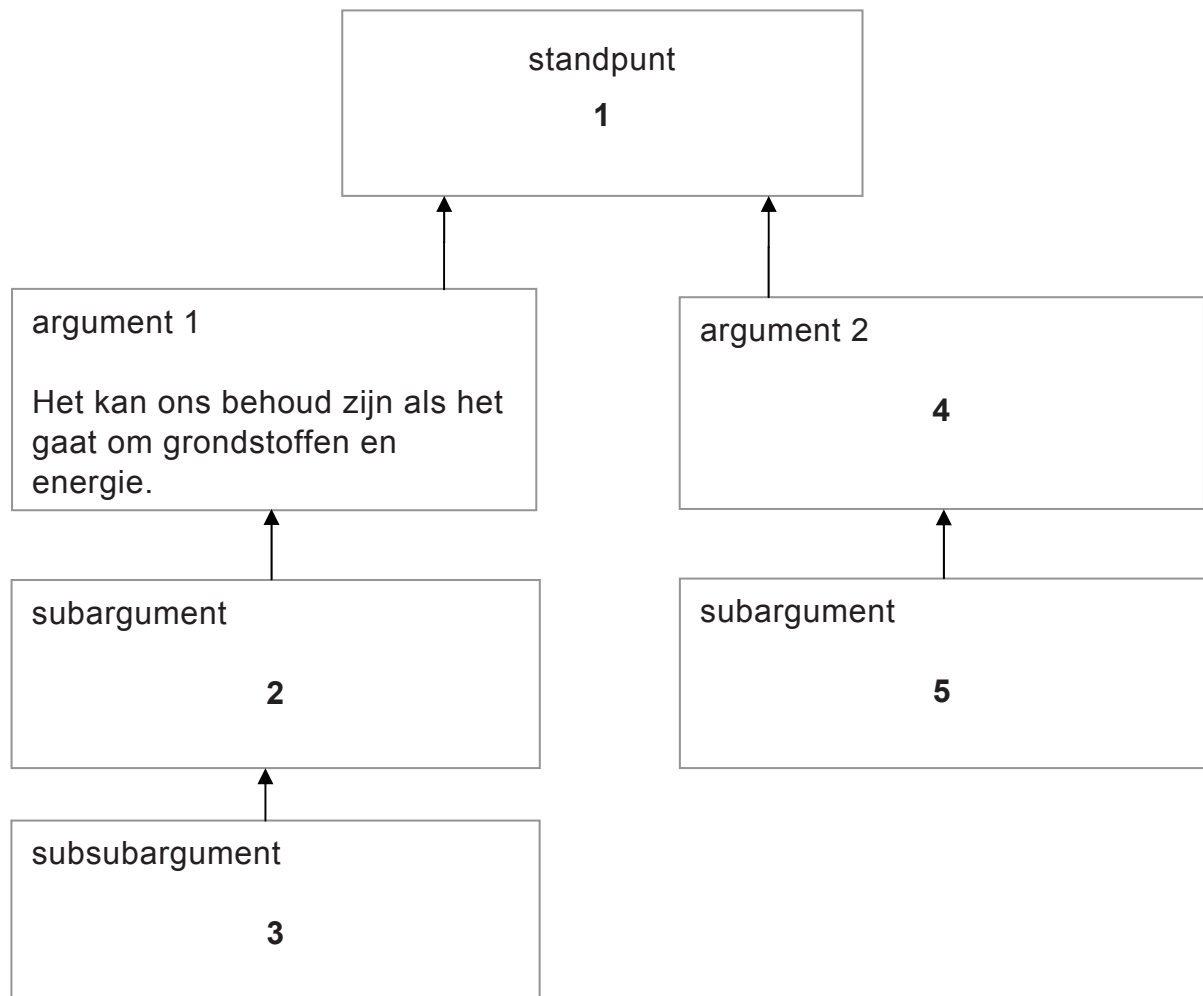 standpunt
1
argument 1
Het kan ons behoud zijn als het
gaat om grondstoffen en
energie.
argument 2
4
subargument
2
subargument
5
subsubargument
3